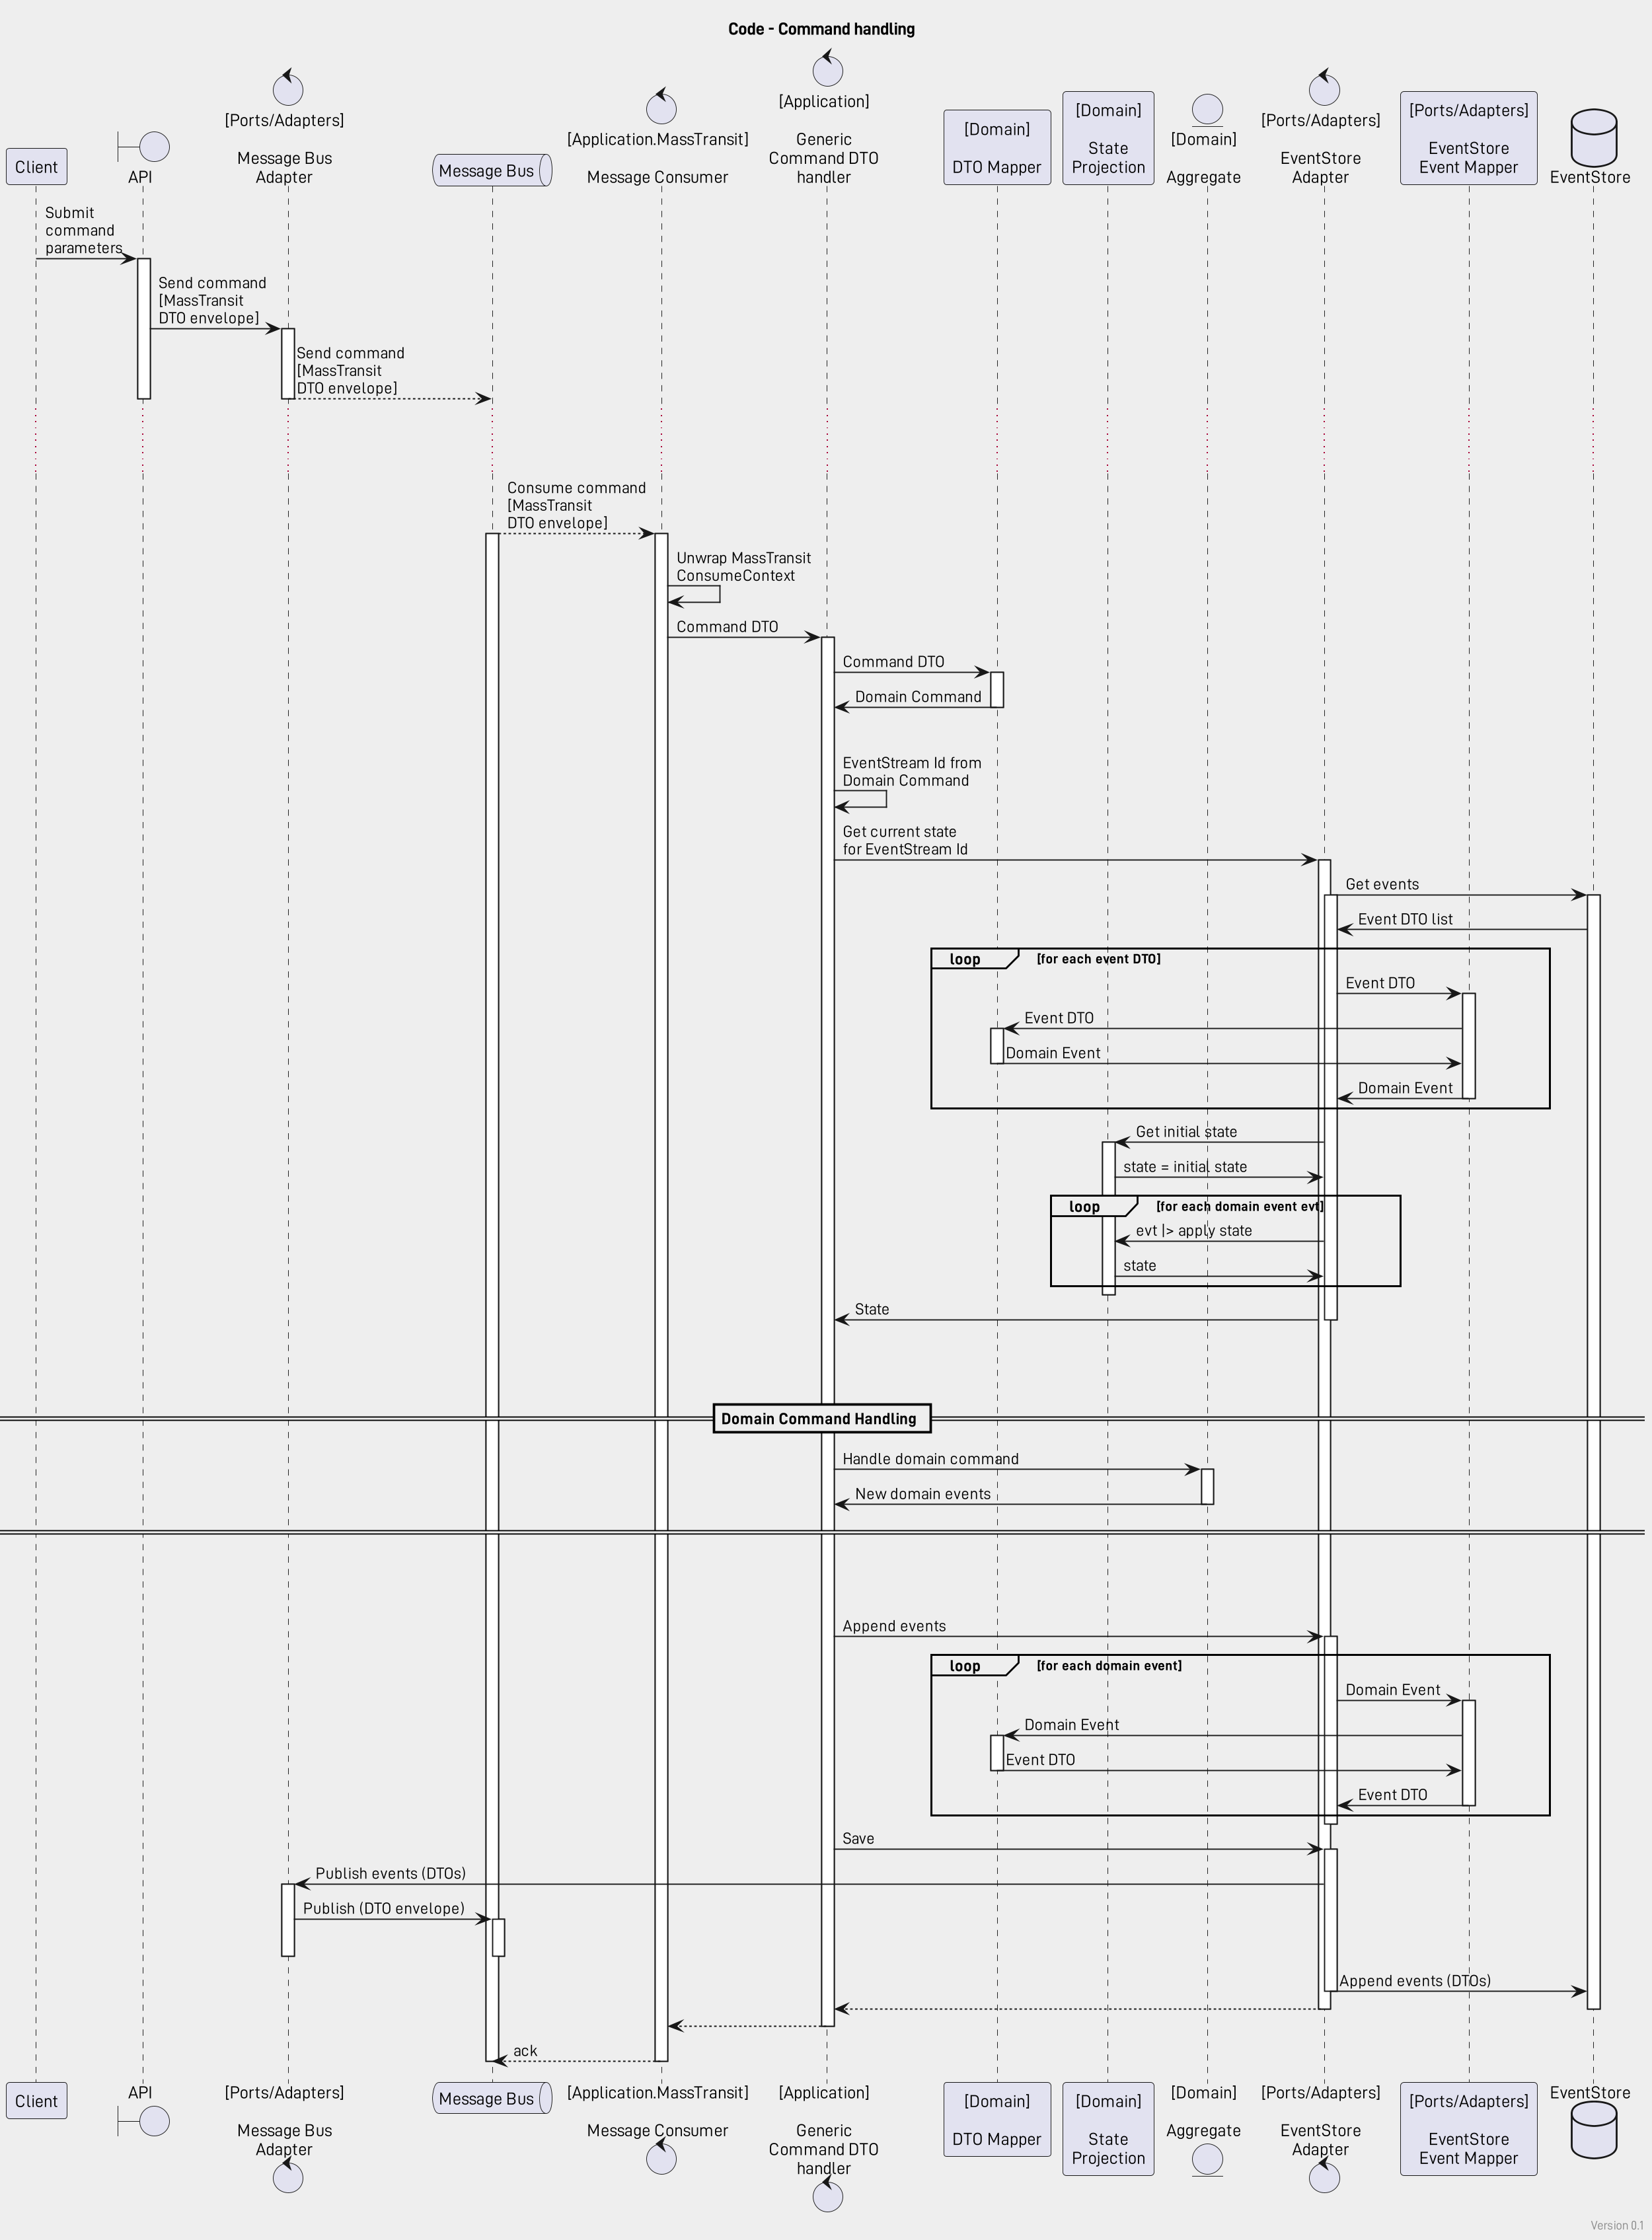 Code - Command handling
Client
API
[Ports/Adapters]
Message Bus
Adapter
Message Bus
[Application.MassTransit]
Message Consumer
[Application]
Generic
Command DTO
handler
[Domain]
DTO Mapper
[Domain]
State
Projection
[Domain]
Aggregate
[Ports/Adapters]
EventStore
Adapter
[Ports/Adapters]
EventStore
Event Mapper
EventStore
Submit
command
parameters
Send command
[MassTransit
DTO envelope]
Send command
[MassTransit
DTO envelope]
Consume command
[MassTransit
DTO envelope]
Unwrap MassTransit
ConsumeContext
Command DTO
Command DTO
Domain Command
EventStream Id from
Domain Command
Get current state
for EventStream Id
Get events
Event DTO list
loop [for each event DTO]
Event DTO
Event DTO
Domain Event
Domain Event
Get initial state
state = initial state
loop [for each domain event evt]
evt |> apply state
state
State
Domain Command Handling
Handle domain command
New domain events
Append events
loop [for each domain event]
Domain Event
Domain Event
Event DTO
Event DTO
Save
Publish events (DTOs)
Publish (DTO envelope)
Append events (DTOs)
ack
Client
API
[Ports/Adapters]
Message Bus
Adapter
Message Bus
[Application.MassTransit]
Message Consumer
[Application]
Generic
Command DTO
handler
[Domain]
DTO Mapper
[Domain]
State
Projection
[Domain]
Aggregate
[Ports/Adapters]
EventStore
Adapter
[Ports/Adapters]
EventStore
Event Mapper
EventStore
Version 0.1